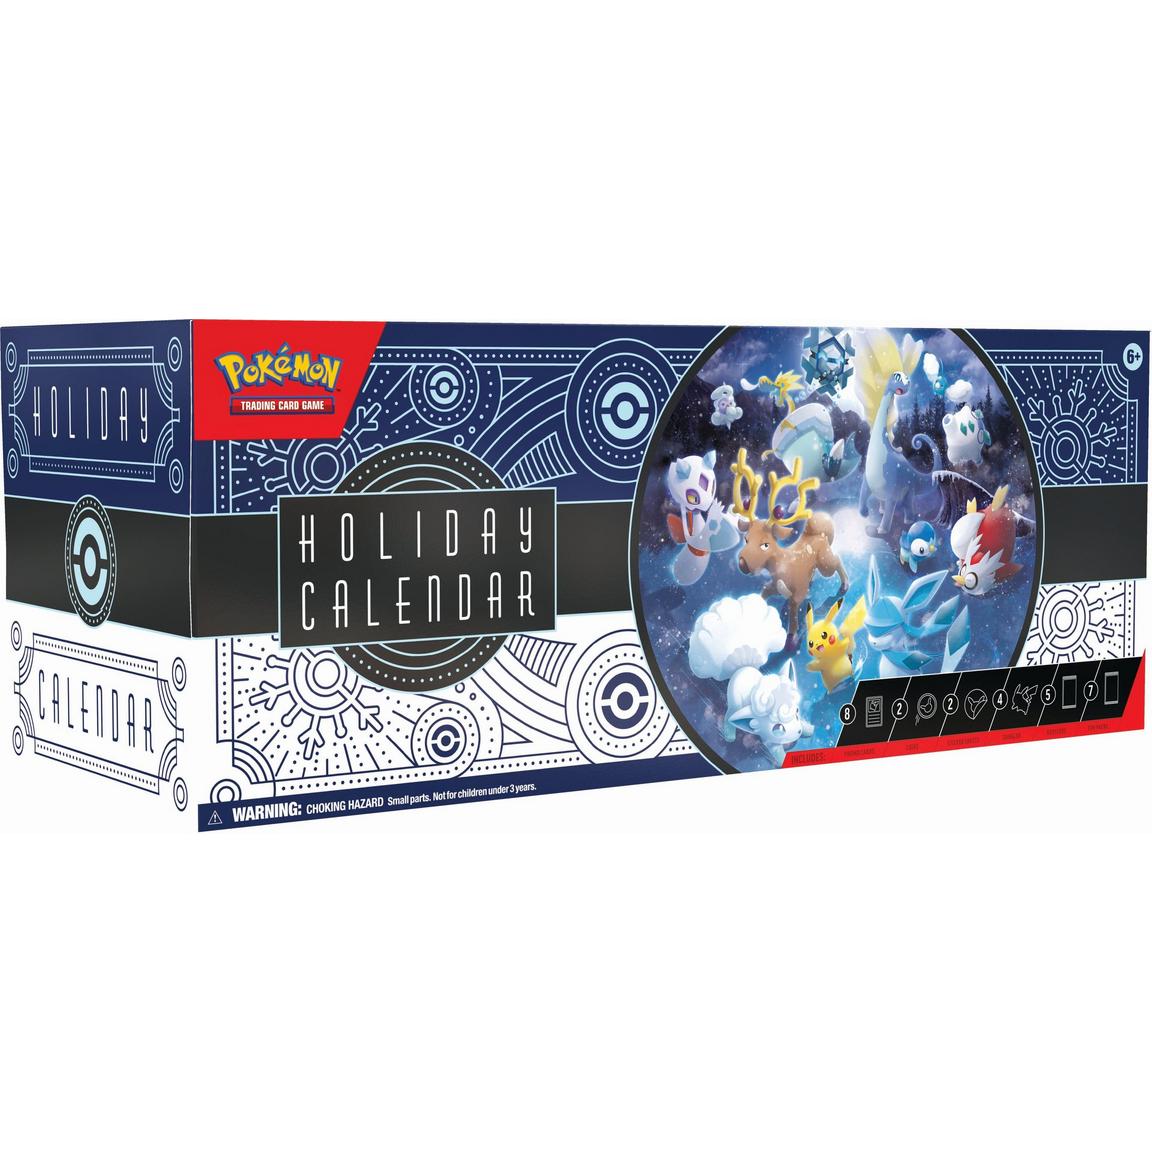 HOLIDAY
CALENDAR
POKéMON
TRADING CARD GAME
HOLIDAY
CALENDAR
6+
8 2 2 4 5 7
INCLUDES:
WARNING: CHOKING HAZARD Small parts. Not for children under 3 years.